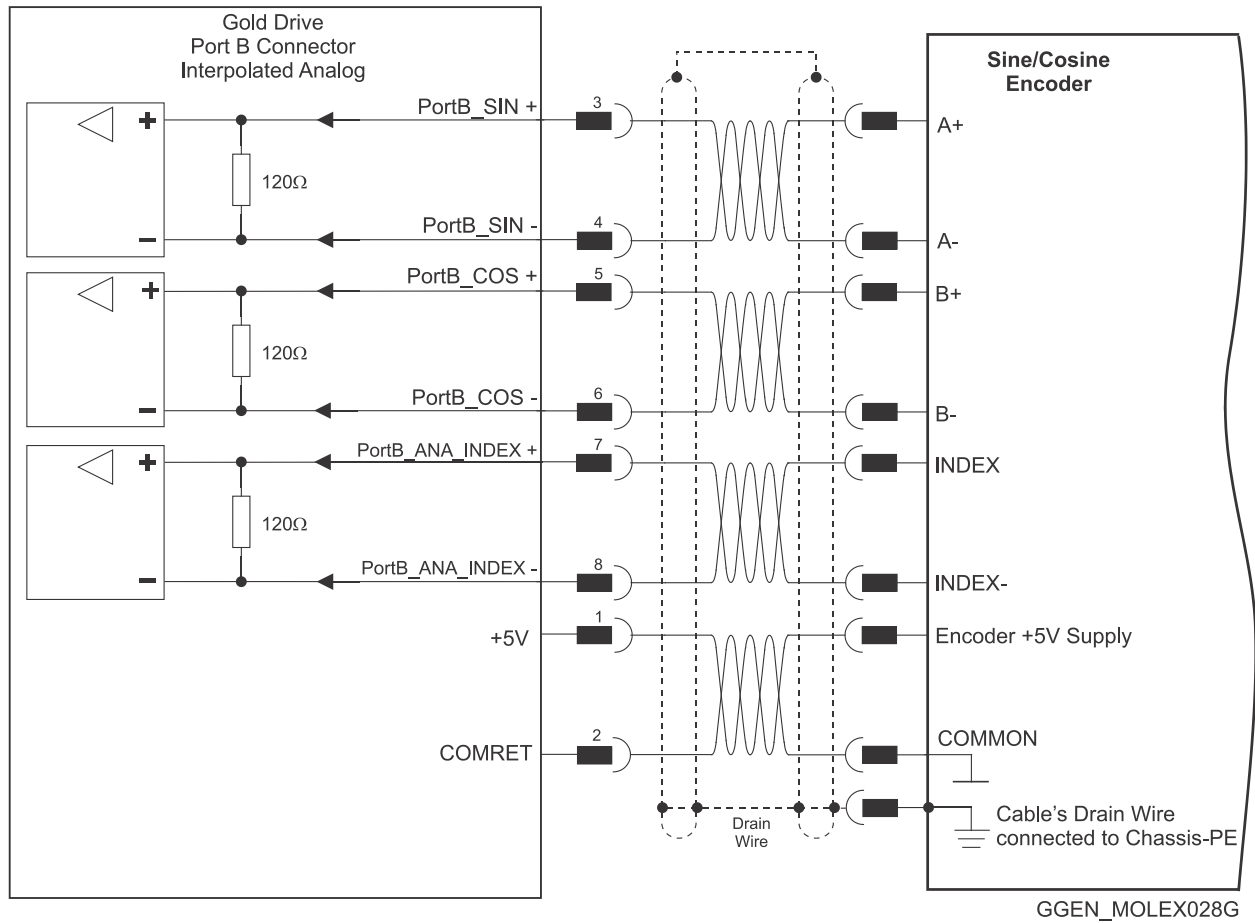 Gold Drive
Port B Connector
Interpolated Analog
Sine/Cosine
Encoder
PortB_SIN +
3
A+
+
120Ω
PortB_SIN -
4
A-
−
PortB_COS +
5
B+
+
120Ω
PortB_COS -
6
B-
−
PortB_ANA_INDEX +
7
INDEX
+
120Ω
PortB_ANA_INDEX -
8
INDEX-
−
+5V
1
Encoder +5V Supply
COMRET
2
COMMON
Drain
Wire
Cable's Drain Wire
connected to Chassis-PE
GGEN_MOLEX028G